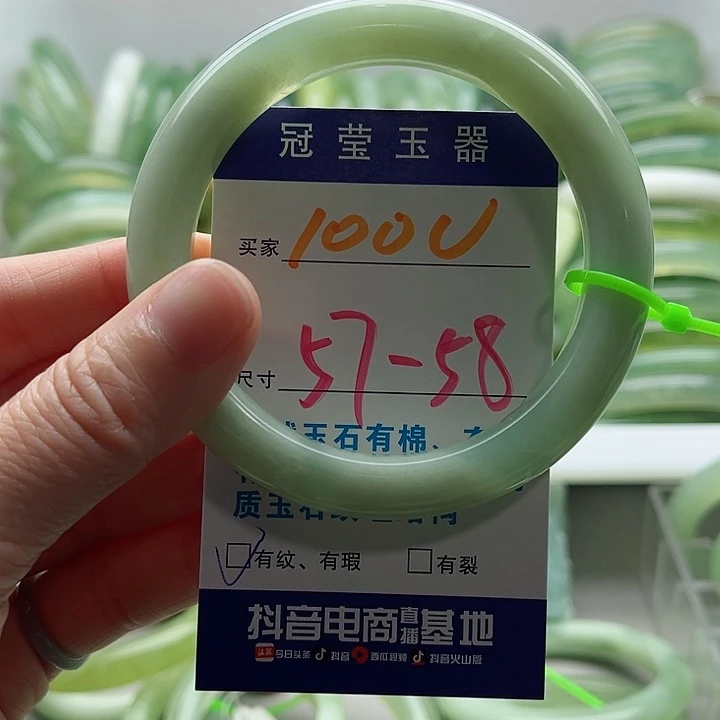 冠莹玉器
买家 100U
尺寸 57-58
玉石有棉、
质玉石
有纹、有瑕 有裂
抖音电商直播基地
今日头条 抖音 西瓜视频 抖音火山版